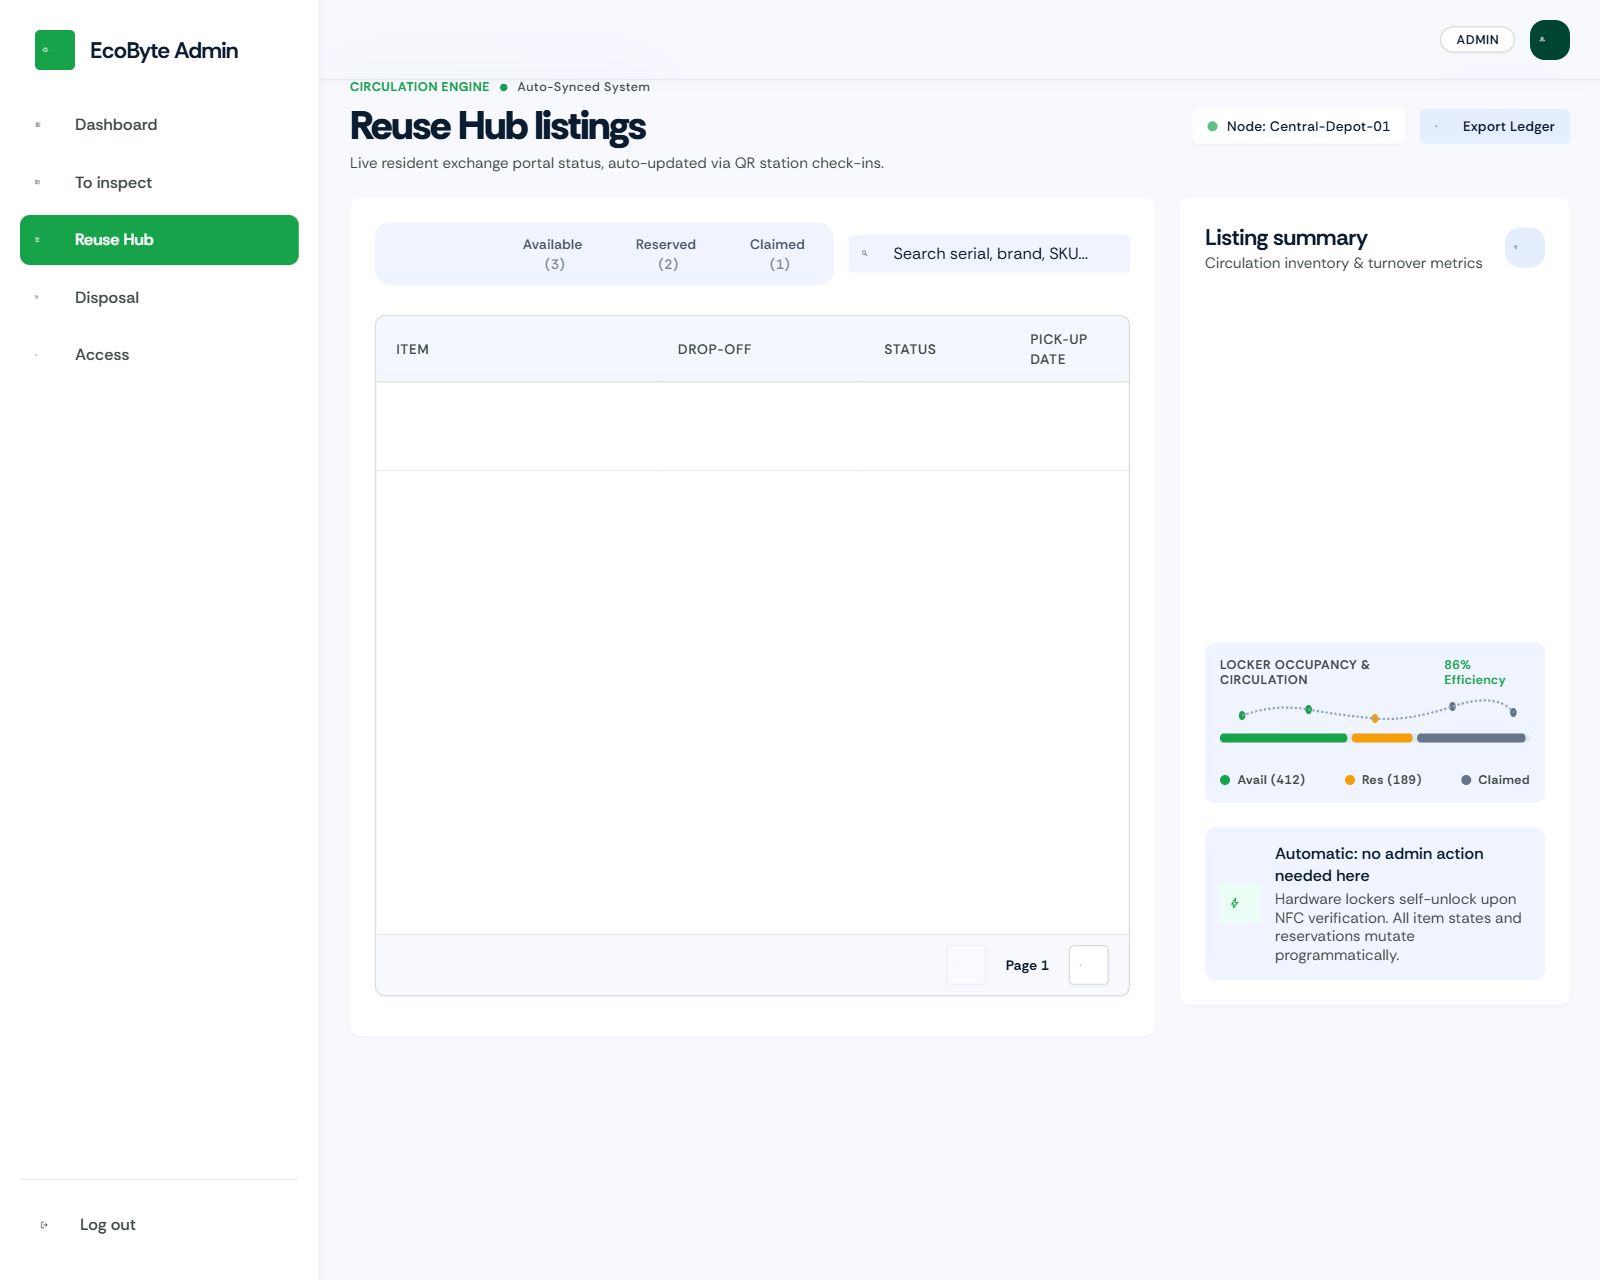 EcoByte Admin
Dashboard
To inspect
Reuse Hub
Disposal
Access
Log out
ADMIN
CIRCULATION ENGINE Auto-Synced System
Reuse Hub listings
Live resident exchange portal status, auto-updated via QR station check-ins.
Node: Central-Depot-01
Export Ledger
Available
(3)
Reserved
(2)
Claimed
(1)
Search serial, brand, SKU...
ITEM
DROP-OFF
STATUS
PICK-UP
DATE
Page 1
Listing summary
Circulation inventory & turnover metrics
LOCKER OCCUPANCY &
CIRCULATION
86%
Efficiency
Avail (412)
Res (189)
Claimed
Automatic: no admin action
needed here
Hardware lockers self-unlock upon
NFC verification. All item states and
reservations mutate
programmatically.